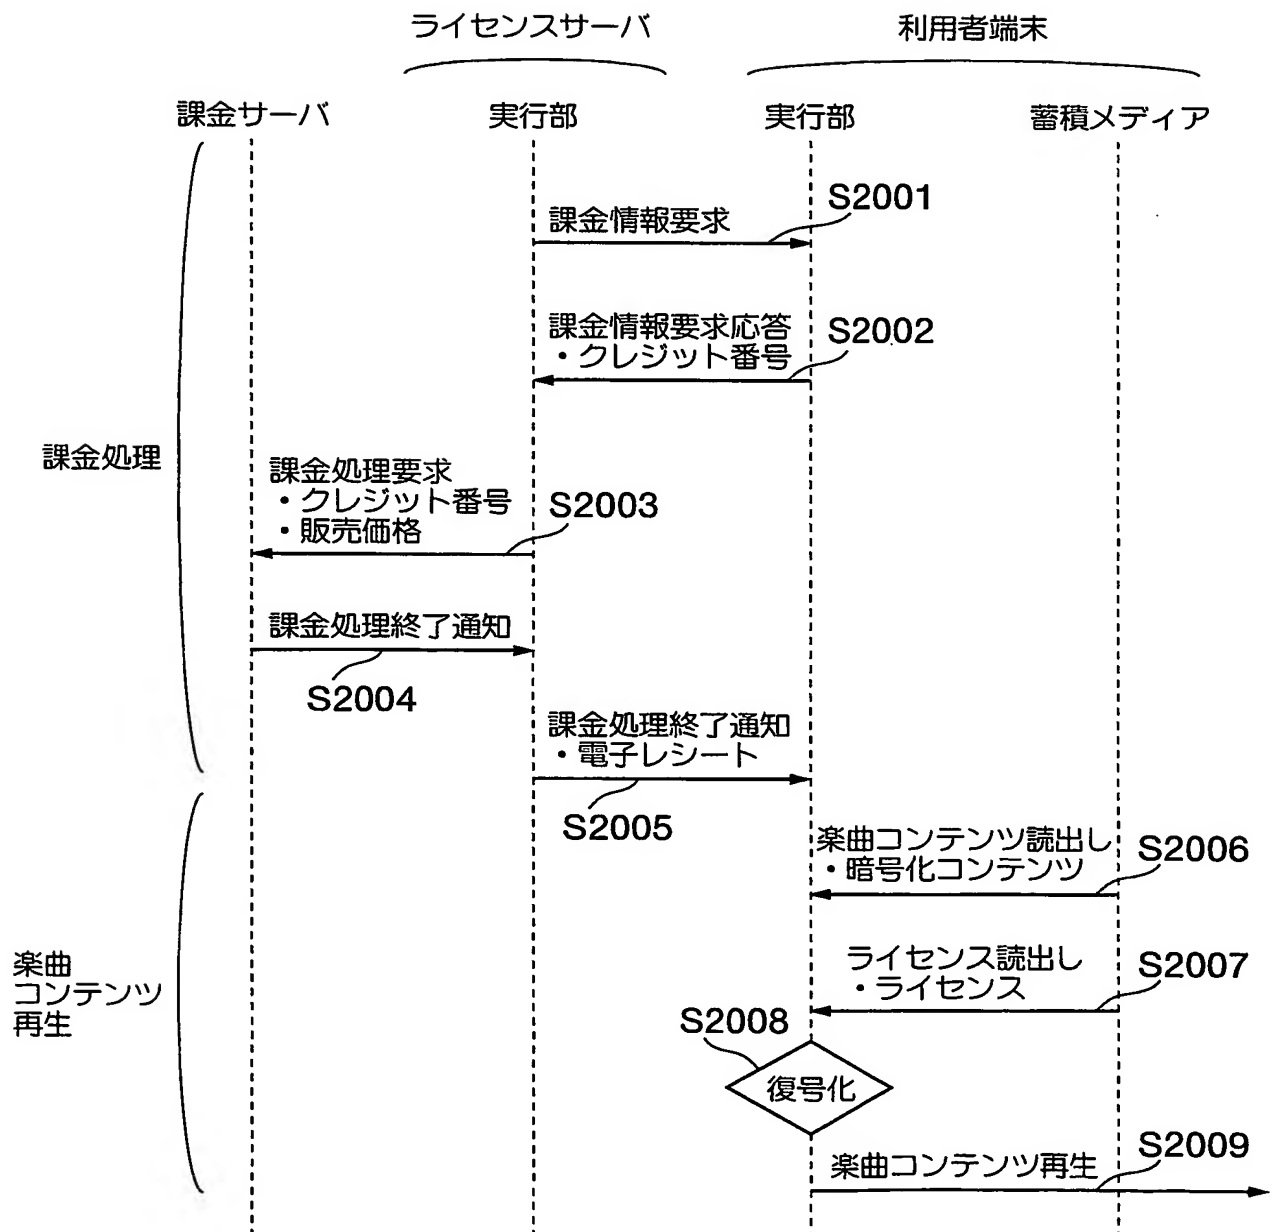 ライセンスサーバ
利用者端末
課金サーバ
実行部
実行部
蓄積メディア
課金情報要求
S2001
課金情報要求応答
・クレジット番号
S2002
課金処理
課金処理要求
・クレジット番号
・販売価格
S2003
課金処理終了通知
S2004
課金処理終了通知
・電子レシート
S2005
楽曲コンテンツ読出し
・暗号化コンテンツ
S2006
楽曲
コンテンツ
再生
ライセンス読出し
・ライセンス
S2007
S2008
復号化
楽曲コンテンツ再生
S2009